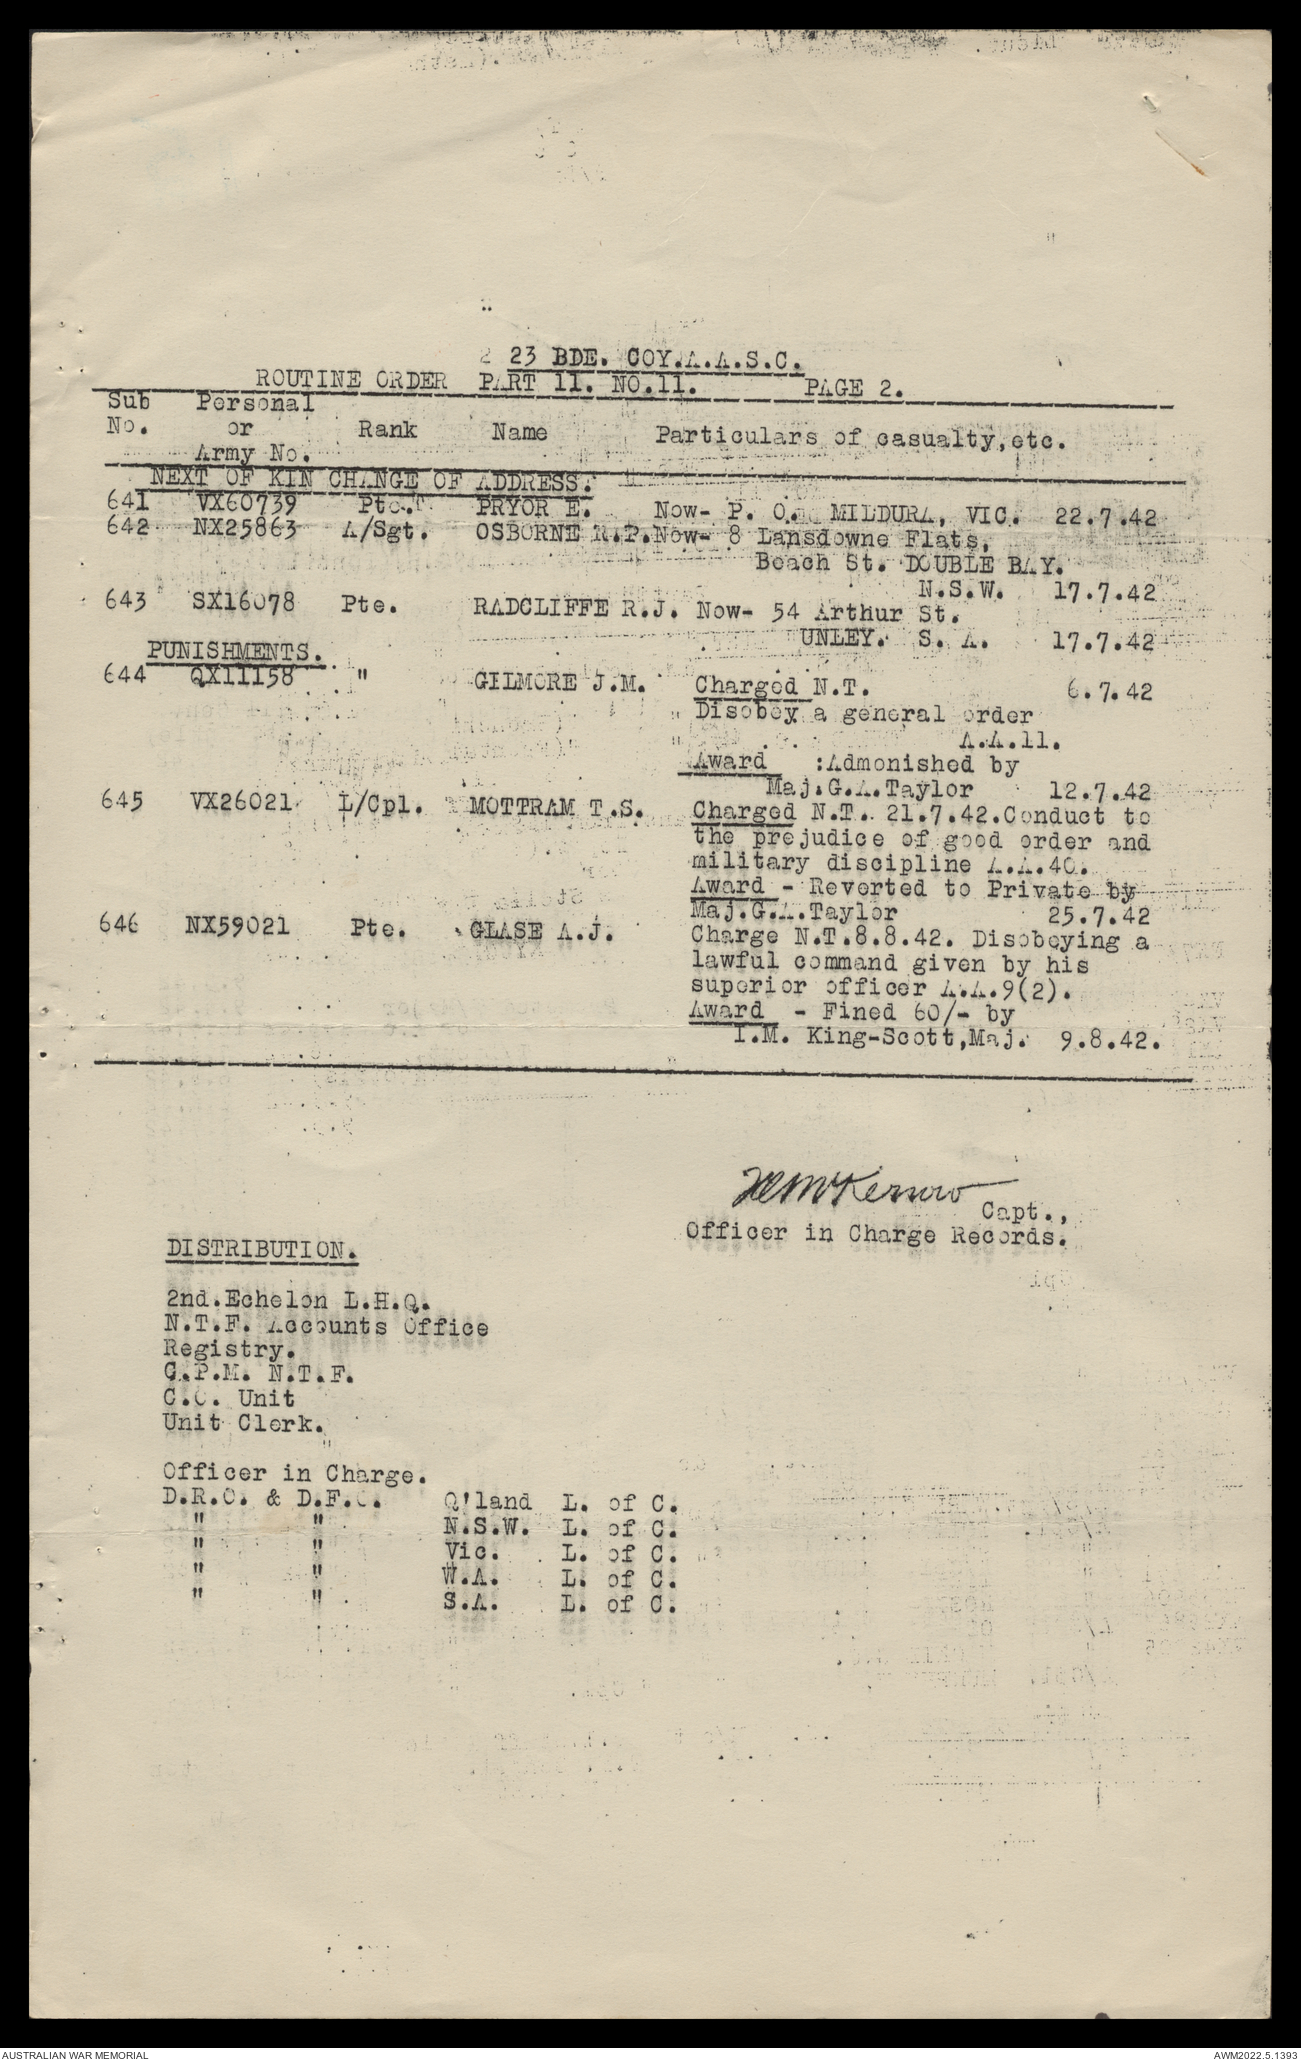 23 BDE. COY.A.A.S.C.
ROUTINE ORDER PART 11. NO.11. PAGE 2.
Sub Personal
No. or Rank Name Particulars of casualty,etc.
Army No.
NEXT OF KIN CHANGE OF ADDRESS.
641 VX60739 Pte. PRYOR E. Now- P. O. MILDURA, VIC. 22.7.42
642 NX25863 A/Sgt. OSBORNE R.P. Now- 8 Lansdowne Flats,
Beach St. DOUBLE BAY.
N.S.W. 17.7.42
643 SX16078 Pte. RADCLIFFE R.J. Now- 54 Arthur St.
UNLEY. S. A. 17.7.42
PUNISHMENTS.
644 QX11158 " GILMORE J.M. Charged N.T. 6.7.42
Disobey a general order
A.A.11.
Award :Admonished by
Maj.G.A.Taylor 12.7.42
645 VX26021 L/Cpl. MOTTRAM T.S. Charged N.T. 21.7.42.Conduct to
the prejudice of good order and
military discipline A.A.40.
Award - Reverted to Private by
Maj.G.A.Taylor 25.7.42
646 NX59021 Pte. GLASE A.J. Charge N.T.8.8.42. Disobeying a
lawful command given by his
superior officer A.A.9(2).
Award - Fined 60/- by
I.M. King-Scott,Maj. 9.8.42.
Capt.,
Officer in Charge Records.
DISTRIBUTION.
2nd.Echelon L.H.Q.
N.T.F. Accounts Office
Registry.
C.P.M. N.T.F.
C.O. Unit
Unit Clerk.
Officer in Charge.
D.R.O. & D.F.O. Q'land L. of C.
" " N.S.W. L. of C.
" " Vic. L. of C.
" " W.A. L. of C.
" " S.A. L. of C.
AUSTRALIAN WAR MEMORIAL AWM2022.5.1393